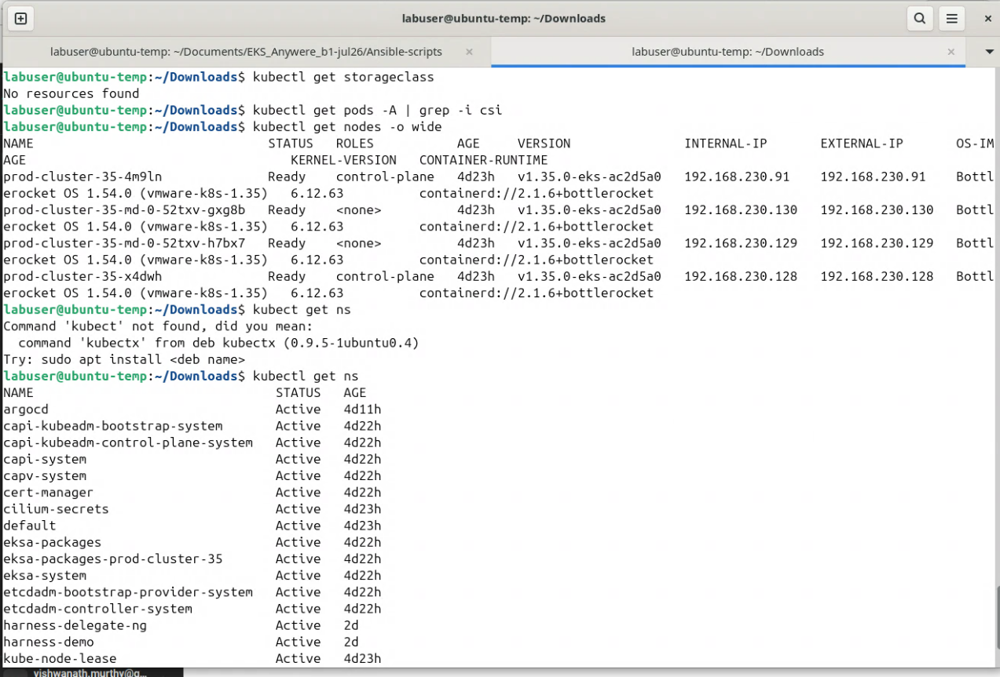 labuser@ubuntu-temp: ~/Downloads
labuser@ubuntu-temp: ~/Documents/EKS_Anywere_b1-jul26/Ansible-scripts
labuser@ubuntu-temp: ~/Downloads
labuser@ubuntu-temp:~/Downloads$ kubectl get storageclass
No resources found
labuser@ubuntu-temp:~/Downloads$ kubectl get pods -A | grep -i csi
labuser@ubuntu-temp:~/Downloads$ kubectl get nodes -o wide
NAME STATUS ROLES AGE VERSION INTERNAL-IP EXTERNAL-IP OS-IM
AGE KERNEL-VERSION CONTAINER-RUNTIME
prod-cluster-35-4m9ln Ready control-plane 4d23h v1.35.0-eks-ac2d5a0 192.168.230.91 192.168.230.91 Bottl
erocket OS 1.54.0 (vmware-k8s-1.35) 6.12.63 containerd://2.1.6+bottlerocket
prod-cluster-35-md-0-52txv-gxg8b Ready <none> 4d23h v1.35.0-eks-ac2d5a0 192.168.230.130 192.168.230.130 Bottl
erocket OS 1.54.0 (vmware-k8s-1.35) 6.12.63 containerd://2.1.6+bottlerocket
prod-cluster-35-md-0-52txv-h7bx7 Ready <none> 4d23h v1.35.0-eks-ac2d5a0 192.168.230.129 192.168.230.129 Bottl
erocket OS 1.54.0 (vmware-k8s-1.35) 6.12.63 containerd://2.1.6+bottlerocket
prod-cluster-35-x4dwh Ready control-plane 4d23h v1.35.0-eks-ac2d5a0 192.168.230.128 192.168.230.128 Bottl
erocket OS 1.54.0 (vmware-k8s-1.35) 6.12.63 containerd://2.1.6+bottlerocket
labuser@ubuntu-temp:~/Downloads$ kubect get ns
Command 'kubect' not found, did you mean:
command 'kubectx' from deb kubectx (0.9.5-1ubuntu0.4)
Try: sudo apt install <deb name>
labuser@ubuntu-temp:~/Downloads$ kubectl get ns
NAME STATUS AGE
argocd Active 4d11h
capi-kubeadm-bootstrap-system Active 4d22h
capi-kubeadm-control-plane-system Active 4d22h
capi-system Active 4d22h
capv-system Active 4d22h
cert-manager Active 4d22h
cilium-secrets Active 4d23h
default Active 4d23h
eksa-packages Active 4d22h
eksa-packages-prod-cluster-35 Active 4d22h
eksa-system Active 4d22h
etcdadm-bootstrap-provider-system Active 4d22h
etcdadm-controller-system Active 4d22h
harness-delegate-ng Active 2d
harness-demo Active 2d
kube-node-lease Active 4d23h
vishwanath.murthy@g...